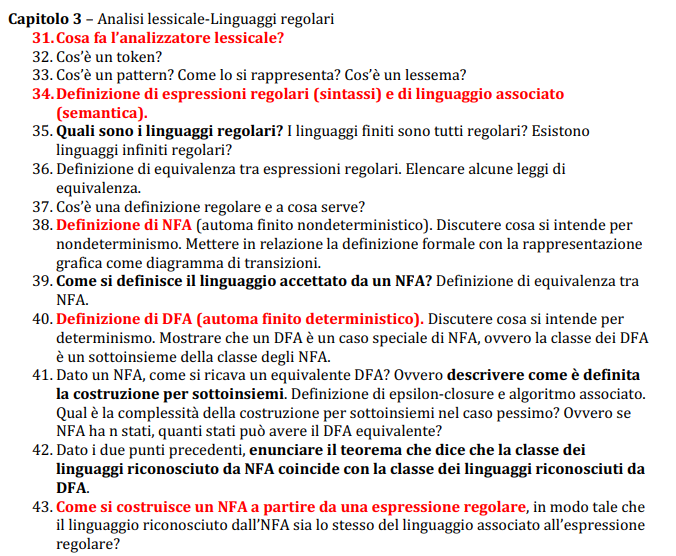 Capitolo 3 – Analisi lessicale-Linguaggi regolari
31. Cosa fa l'analizzatore lessicale?
32. Cos'è un token?
33. Cos'è un pattern? Come lo si rappresenta? Cos'è un lessema?
34. Definizione di espressioni regolari (sintassi) e di linguaggio associato
(semantica).
35. Quali sono i linguaggi regolari? I linguaggi finiti sono tutti regolari? Esistono
linguaggi infiniti regolari?
36. Definizione di equivalenza tra espressioni regolari. Elencare alcune leggi di
equivalenza.
37. Cos'è una definizione regolare e a cosa serve?
38. Definizione di NFA (automa finito nondeterministico). Discutere cosa si intende per
nondeterminismo. Mettere in relazione la definizione formale con la rappresentazione
grafica come diagramma di transizioni.
39. Come si definisce il linguaggio accettato da un NFA? Definizione di equivalenza tra
NFA.
40. Definizione di DFA (automa finito deterministico). Discutere cosa si intende per
determinismo. Mostrare che un DFA è un caso speciale di NFA, ovvero la classe dei DFA
è un sottoinsieme della classe degli NFA.
41. Dato un NFA, come si ricava un equivalente DFA? Ovvero descrivere come è definita
la costruzione per sottoinsiemi. Definizione di epsilon-closure e algoritmo associato.
Qual è la complessità della costruzione per sottoinsiemi nel caso pessimo? Ovvero se
NFA ha n stati, quanti stati può avere il DFA equivalente?
42. Dato i due punti precedenti, enunciare il teorema che dice che la classe dei
linguaggi riconosciuto da NFA coincide con la classe dei linguaggi riconosciuti da
DFA.
43. Come si costruisce un NFA a partire da una espressione regolare, in modo tale che
il linguaggio riconosciuto dall'NFA sia lo stesso del linguaggio associato all'espressione
regolare?